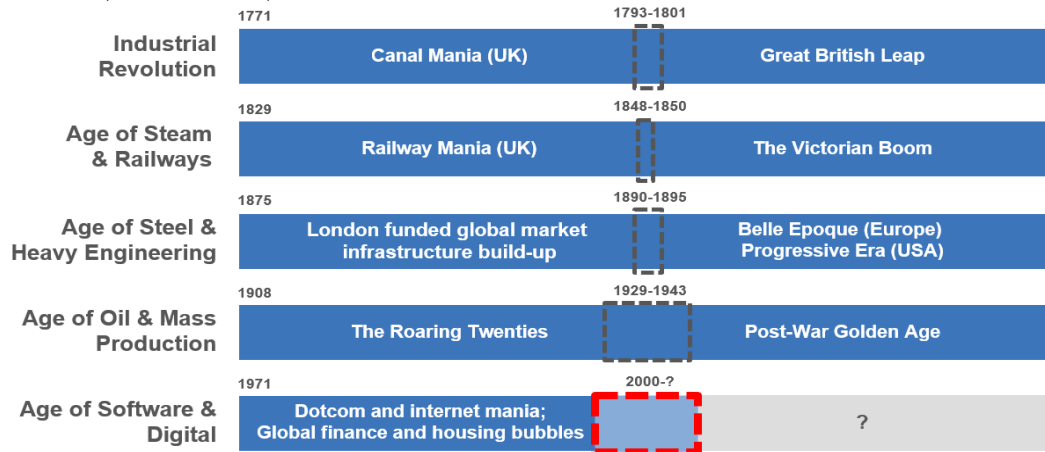 1771
1793-1801
Industrial
Revolution
Canal Mania (UK)
Great British Leap
1829
1848-1850
Age of Steam
& Railways
Railway Mania (UK)
The Victorian Boom
1875
1890-1895
Age of Steel &
Heavy Engineering
London funded global market
infrastructure build-up
Belle Epoque (Europe)
Progressive Era (USA)
1908
1929-1943
Age of Oil & Mass
Production
The Roaring Twenties
Post-War Golden Age
1971
2000-?
Age of Software &
Digital
Dotcom and internet mania;
Global finance and housing bubbles
?